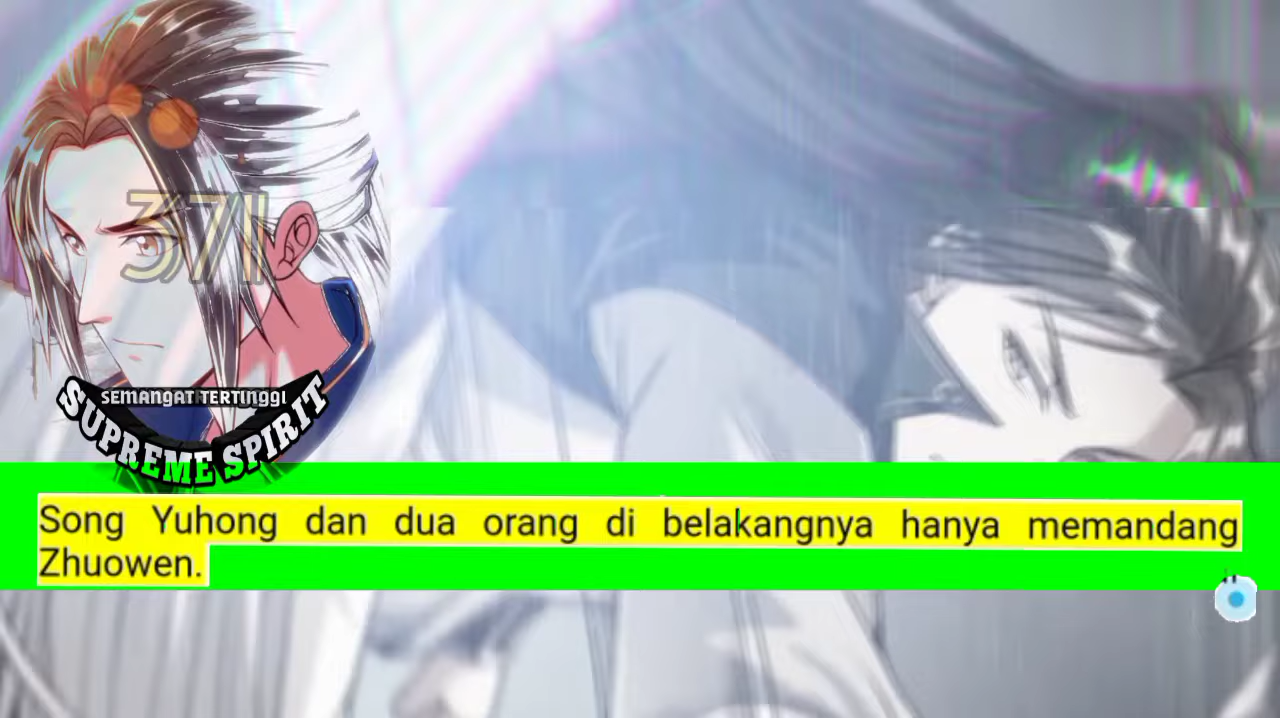 371
SEMANGAT TERTINGGI
SUPREME SPIRIT
Song Yuhong dan dua orang di belakangnya hanya memandang
Zhuowen.